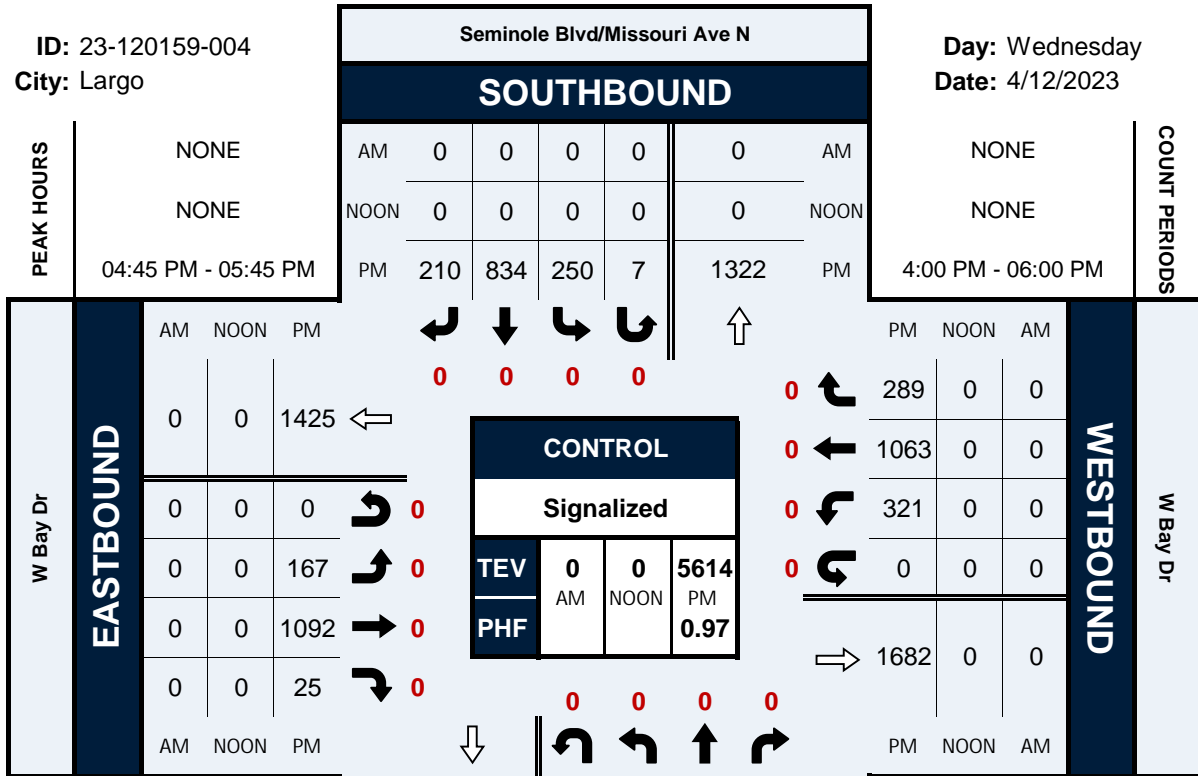 ID: 23-120159-004
City: Largo
Seminole Blvd/Missouri Ave N
SOUTHBOUND
Day: Wednesday
Date: 4/12/2023
PEAK HOURS
NONE
NONE
04:45 PM - 05:45 PM
AM 0 0 0 0 0 AM
NOON 0 0 0 0 0 NOON
PM 210 834 250 7 1322 PM
NONE
NONE
4:00 PM - 06:00 PM
COUNT PERIODS
0 0 0 0
W Bay Dr
EASTBOUND
AM NOON PM
0 0 1425
0 0 0 0
0 0 167 0
0 0 1092 0
0 0 25 0
AM NOON PM
CONTROL
Signalized
TEV 0 0 5614
AM NOON PM
PHF 0.97
PM NOON AM
0 289 0 0
0 1063 0 0
0 321 0 0
0 0 0 0
1682 0 0
PM NOON AM
WESTBOUND
W Bay Dr
0 0 0 0